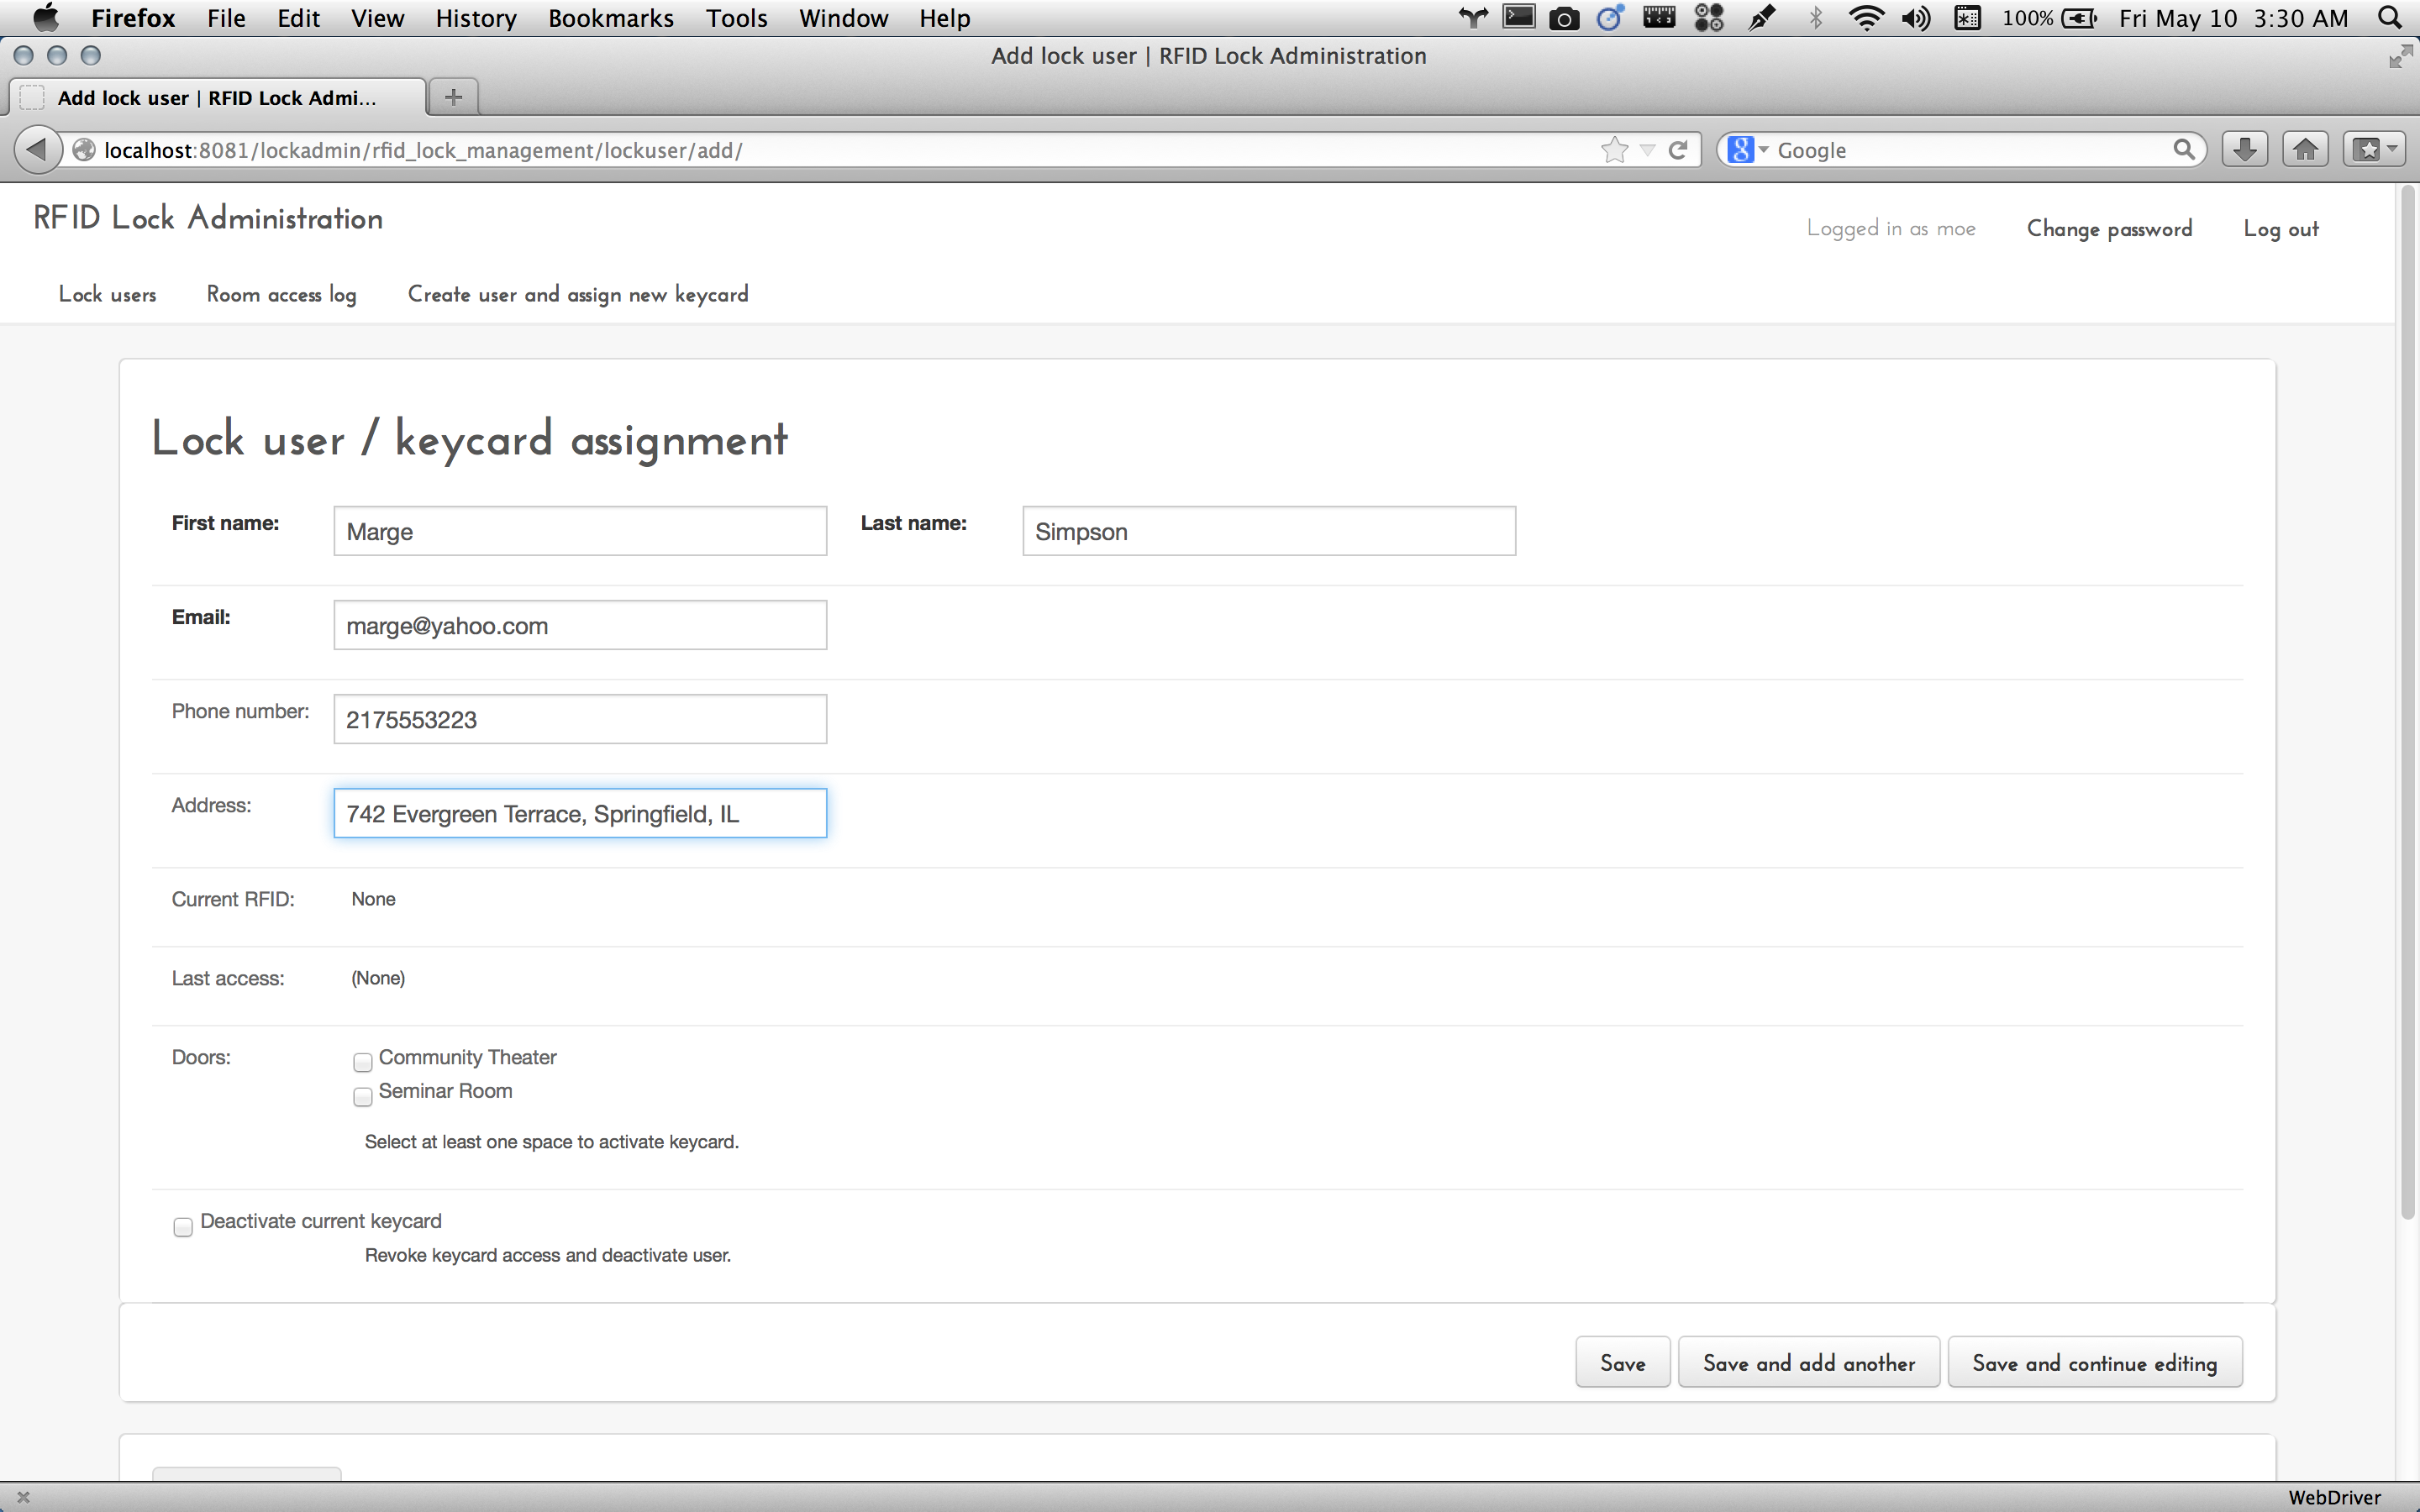 Firefox File Edit View History Bookmarks Tools Window Help 100% Fri May 10 3:30 AM
Add lock user | RFID Lock Administration
Add lock user | RFID Lock Admi...
localhost:8081/lockadmin/rfid_lock_management/lockuser/add/ Google
RFID Lock Administration
Logged in as moe Change password Log out
Lock users Room access log Create user and assign new keycard
Lock user / keycard assignment
First name: Marge Last name: Simpson
Email: marge@yahoo.com
Phone number: 2175553223
Address: 742 Evergreen Terrace, Springfield, IL
Current RFID: None
Last access: (None)
Doors: Community Theater
Seminar Room
Select at least one space to activate keycard.
Deactivate current keycard
Revoke keycard access and deactivate user.
Save Save and add another Save and continue editing
WebDriver